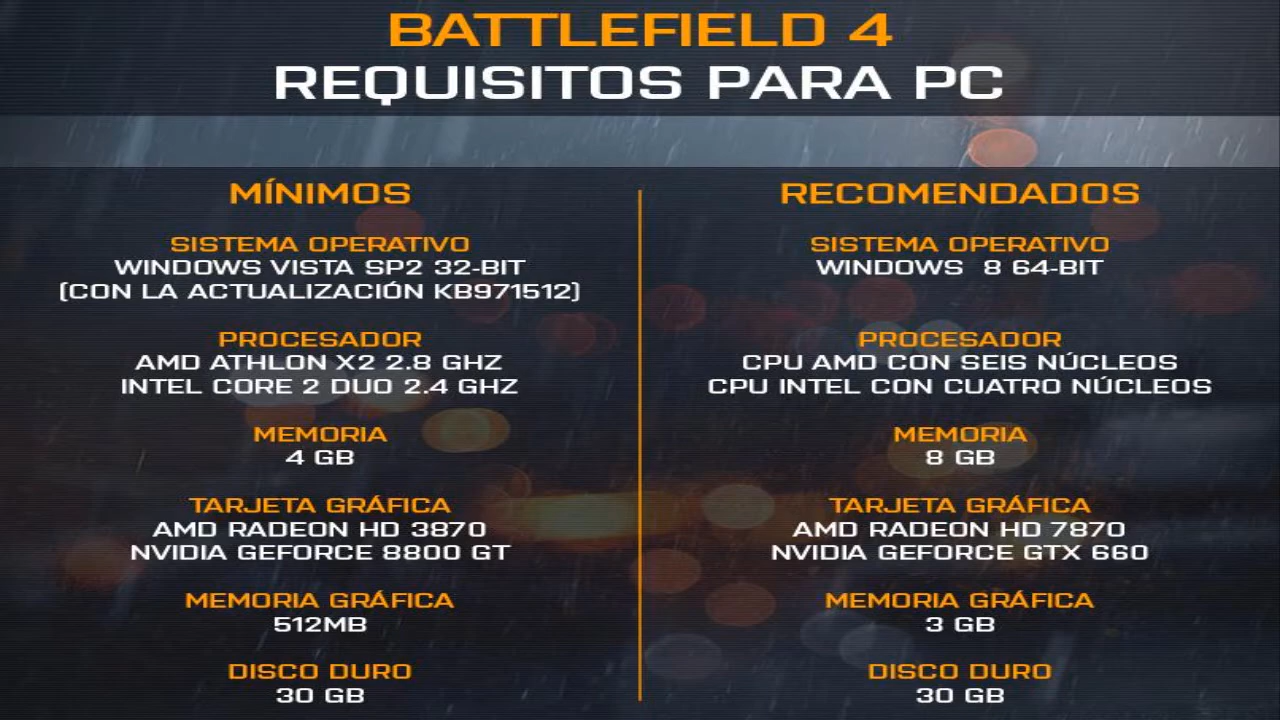 BATTLEFIELD 4
REQUISITOS PARA PC
MÍNIMOS
SISTEMA OPERATIVO
WINDOWS VISTA SP2 32-BIT
(CON LA ACTUALIZACIÓN KB971512)
PROCESADOR
AMD ATHLON X2 2.8 GHZ
INTEL CORE 2 DUO 2.4 GHZ
MEMORIA
4 GB
TARJETA GRÁFICA
AMD RADEON HD 3870
NVIDIA GEFORCE 8800 GT
MEMORIA GRÁFICA
512MB
DISCO DURO
30 GB
RECOMENDADOS
SISTEMA OPERATIVO
WINDOWS 8 64-BIT
PROCESADOR
CPU AMD CON SEIS NÚCLEOS
CPU INTEL CON CUATRO NÚCLEOS
MEMORIA
8 GB
TARJETA GRÁFICA
AMD RADEON HD 7870
NVIDIA GEFORCE GTX 660
MEMORIA GRÁFICA
3 GB
DISCO DURO
30 GB